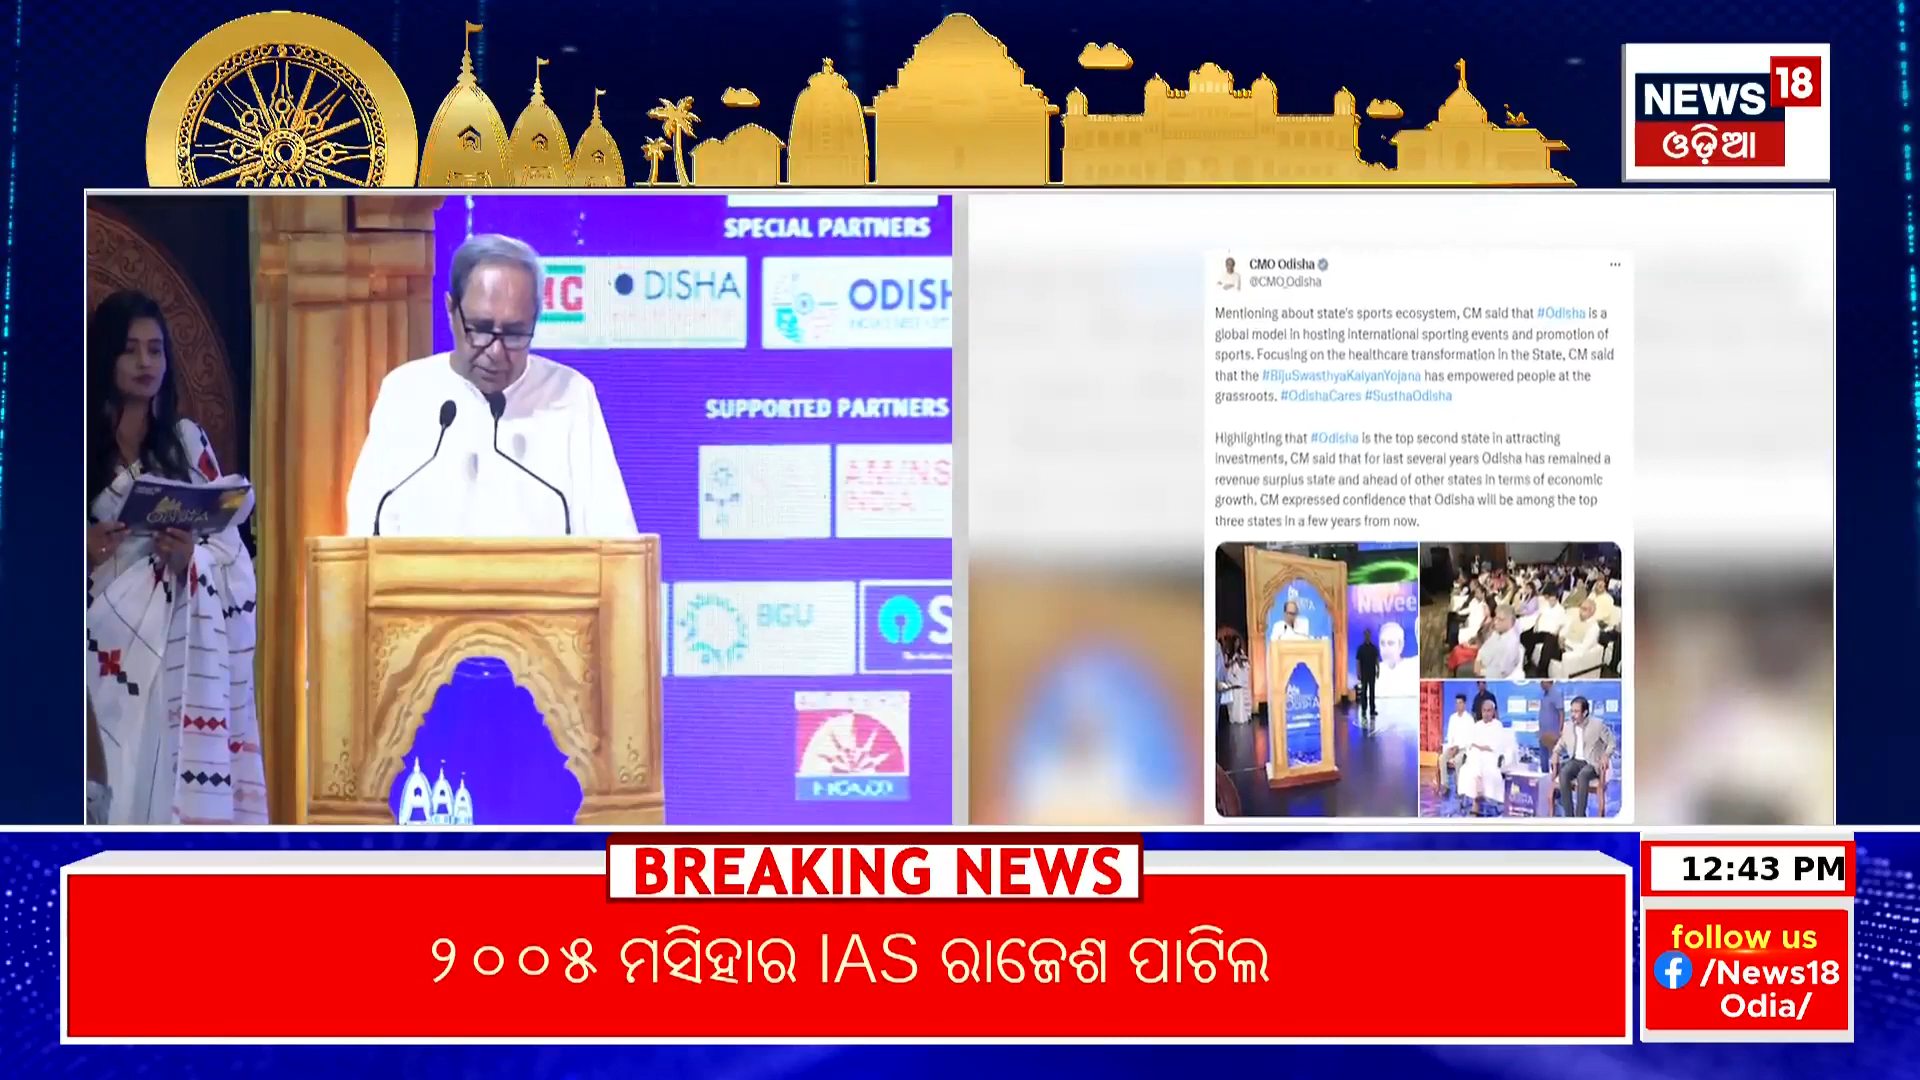 NEWS 18
ଓଡ଼ିଆ
SPECIAL PARTNERS
DISHA
ODISH
SUPPORTED PARTNERS
AM/NS
INDIA
BGU
S
ODISHA
CMO Odisha
@CMO_Odisha
Mentioning about state's sports ecosystem, CM said that #Odisha is a
global model in hosting international sporting events and promotion of
sports. Focusing on the healthcare transformation in the State, CM said
that the #BijuSwasthyaKalyanYojana has empowered people at the
grassroots. #OdishaCares #SusthaOdisha
Highlighting that #Odisha is the top second state in attracting
investments, CM said that for last several years Odisha has remained a
revenue surplus state and ahead of other states in terms of economic
growth, CM expressed confidence that Odisha will be among the top
three states in a few years from now.
Navee
BREAKING NEWS
୨୦୦୫ ମସିହାର IAS ରାଜେଶ ପାଟିଲ
12:43 PM
follow us
/News18
Odia/